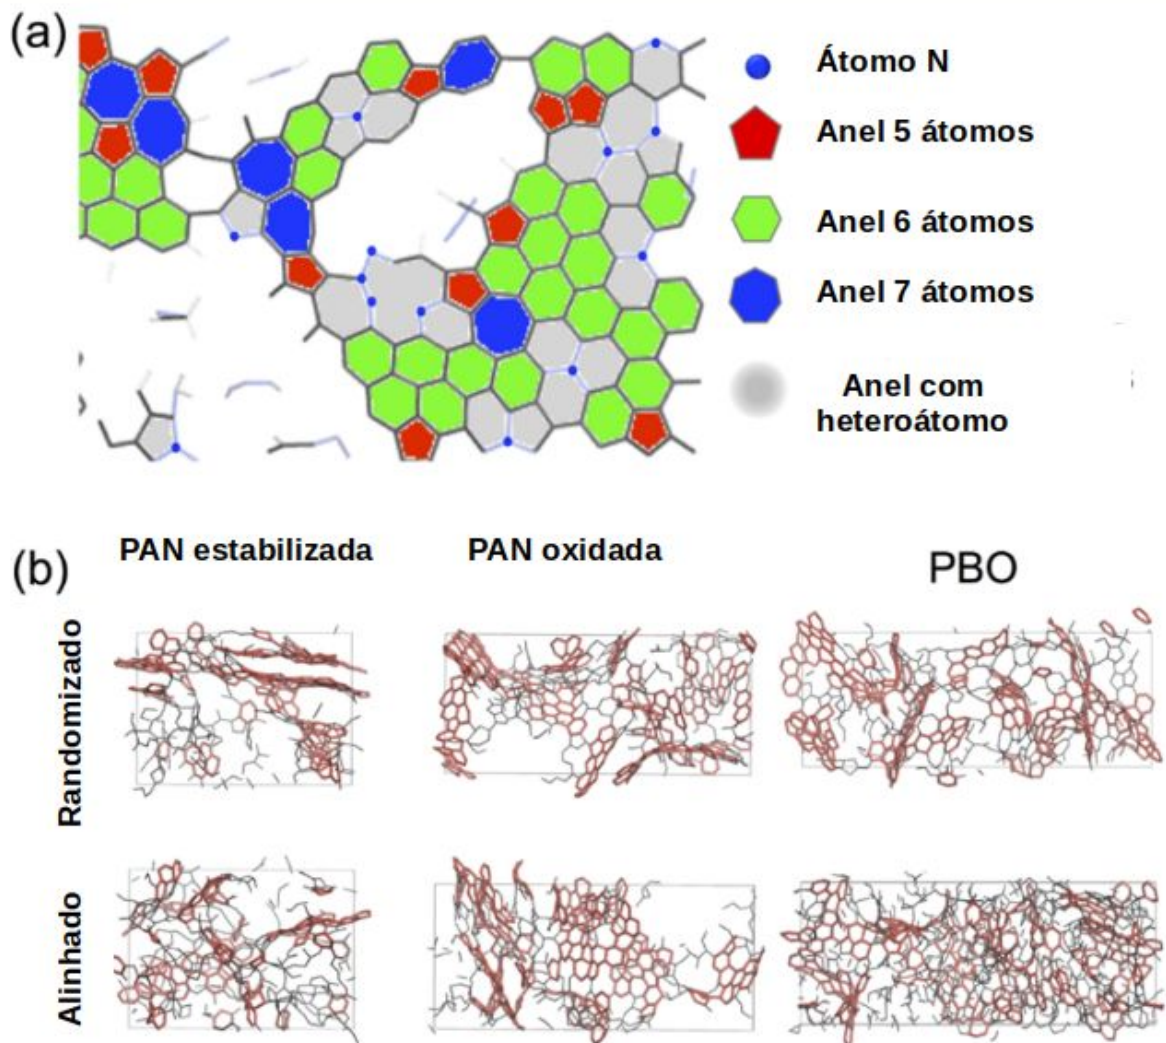 (a)
Átomo N
Anel 5 átomos
Anel 6 átomos
Anel 7 átomos
Anel com
heteroátomo
(b)
PAN estabilizada
PAN oxidada
PBO
Randomizado
Alinhado